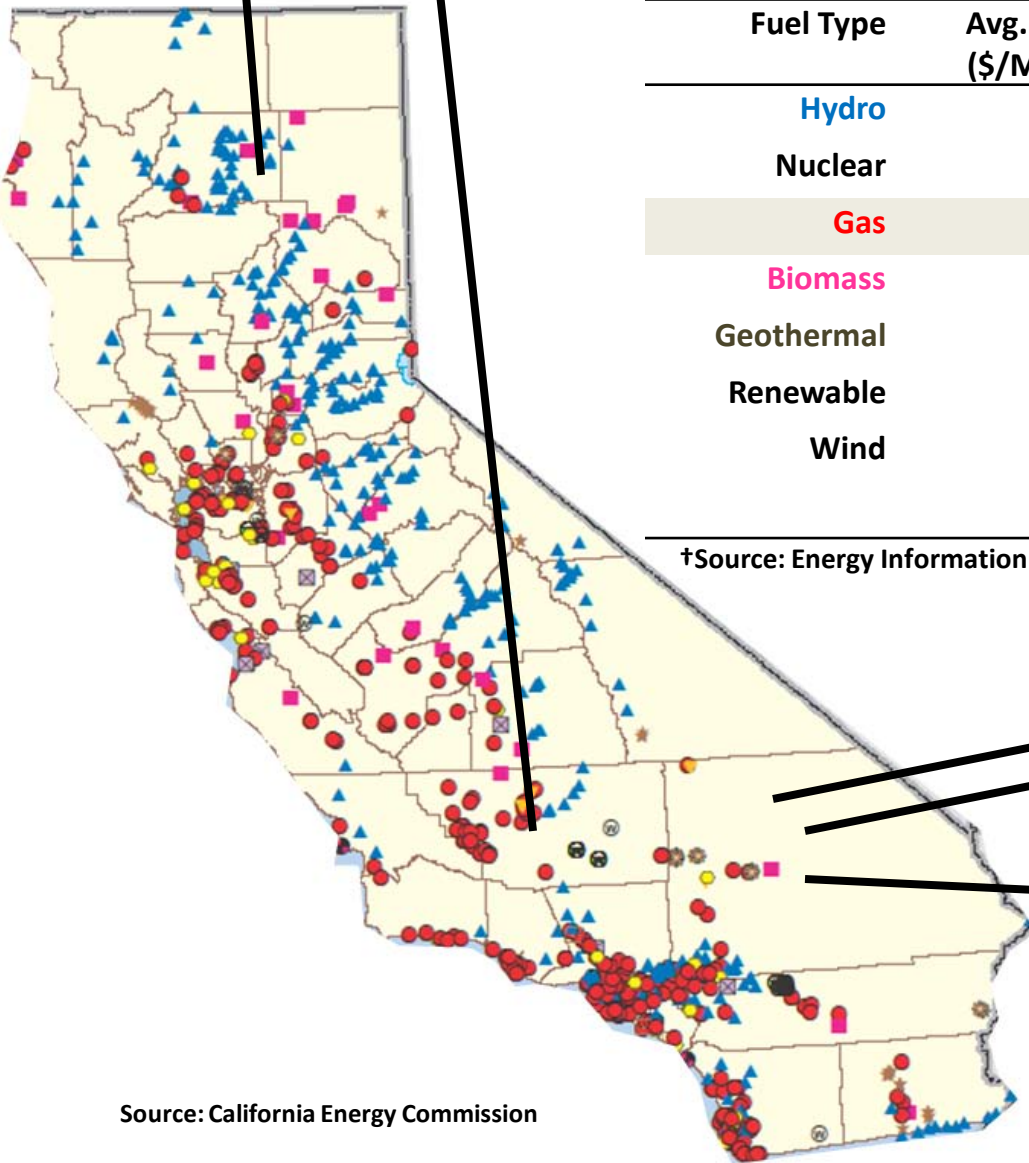 Fuel Type Avg.
($/M
Hydro
Nuclear
Gas
Biomass
Geothermal
Renewable
Wind
†Source: Energy Information
Source: California Energy Commission